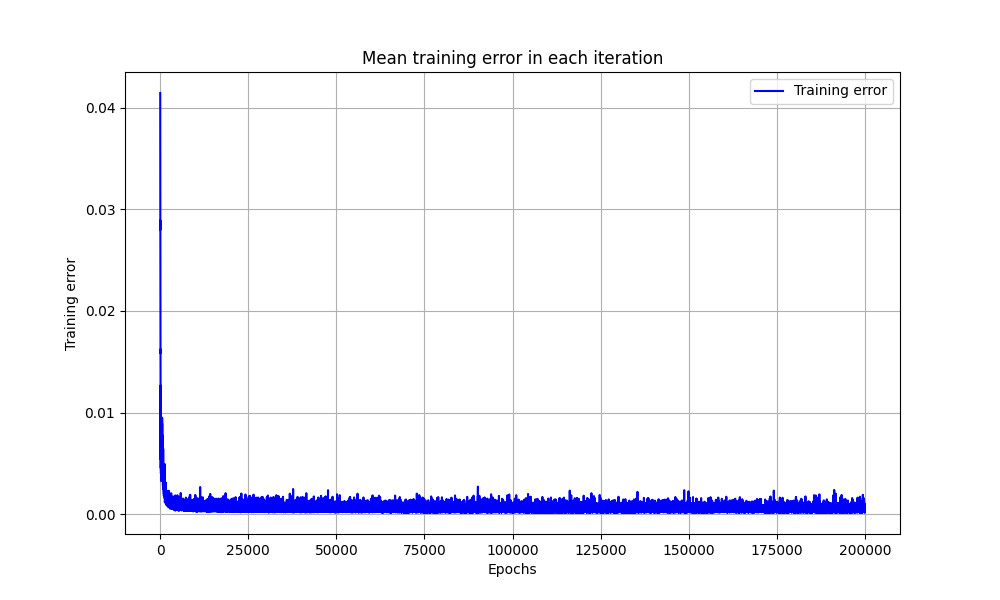 Mean training error in each iteration
Training error
0.04
0.03
0.02
0.01
0.00
Training error
0 25000 50000 75000 100000 125000 150000 175000 200000
Epochs